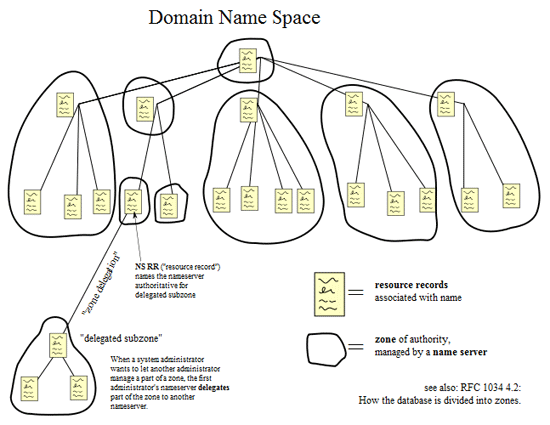 Domain Name Space
NS RR ("resource record")
names the nameserver
authoritative for
delegated subzone
"zone delegation"
resource records
associated with name
"delegated subzone"
zone of authority,
managed by a name server
When a system administrator
wants to let another administrator
manage a part of a zone, the first
administrator's nameserver delegates
part of the zone to another
nameserver.
see also: RFC 1034 4.2:
How the database is divided into zones.